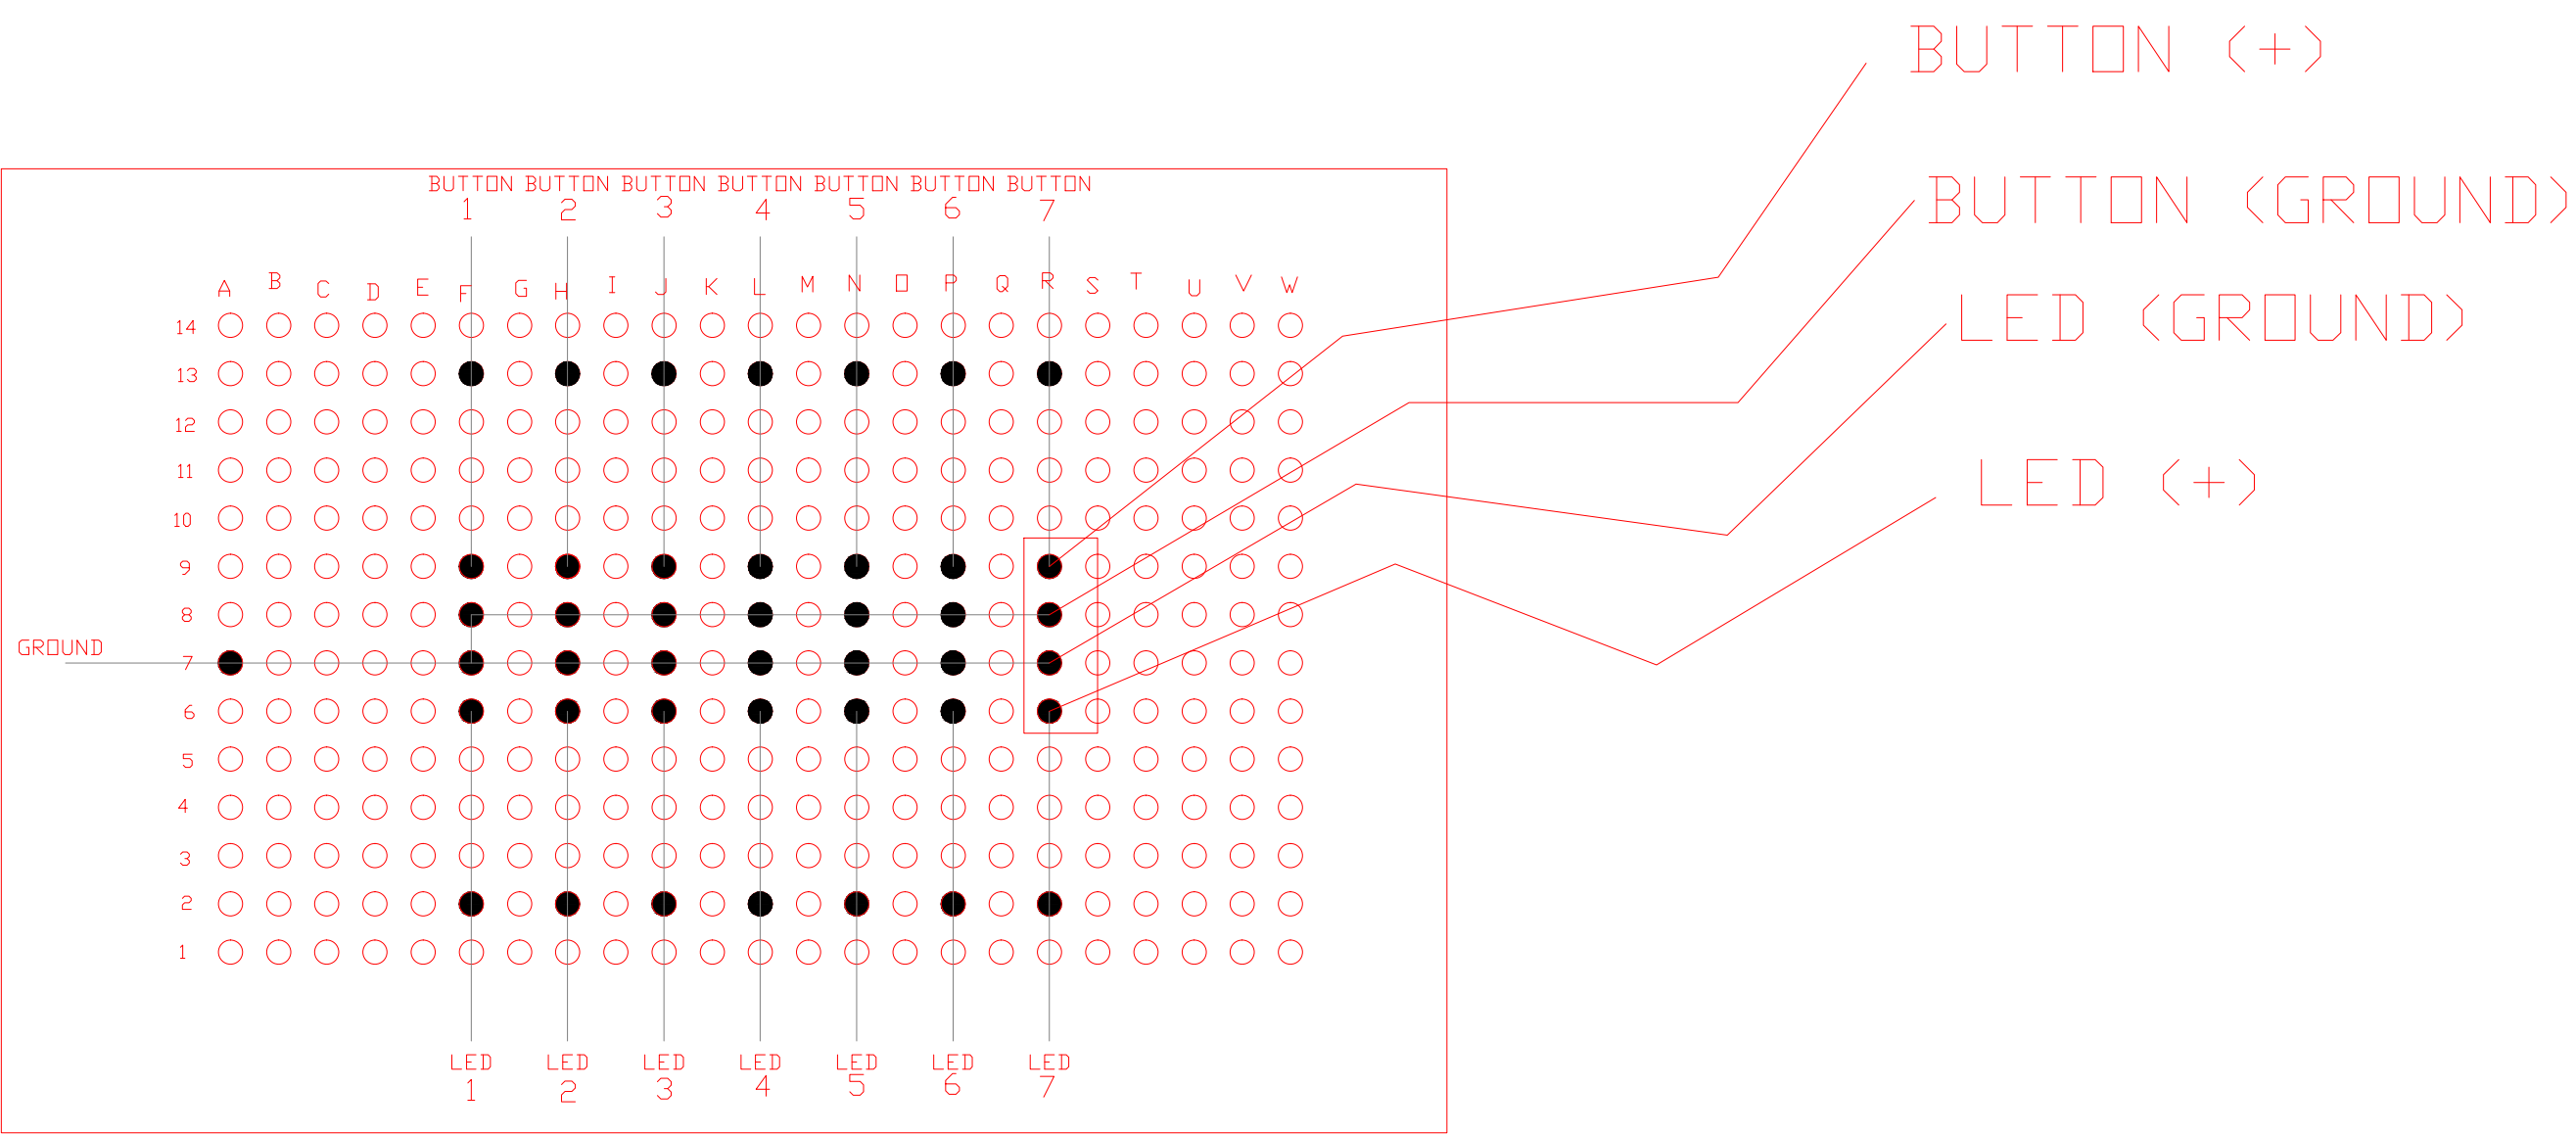 BUTTON (+)
BUTTON (GROUND)
LED (GROUND)
LED (+)
BUTTON BUTTON BUTTON BUTTON BUTTON BUTTON BUTTON
1 2 3 4 5 6 7
A B C D E F G H I J K L M N O P Q R S T U V W
14
13
12
11
10
9
8
GROUND
7
6
5
4
3
2
1
LED LED LED LED LED LED LED
1 2 3 4 5 6 7